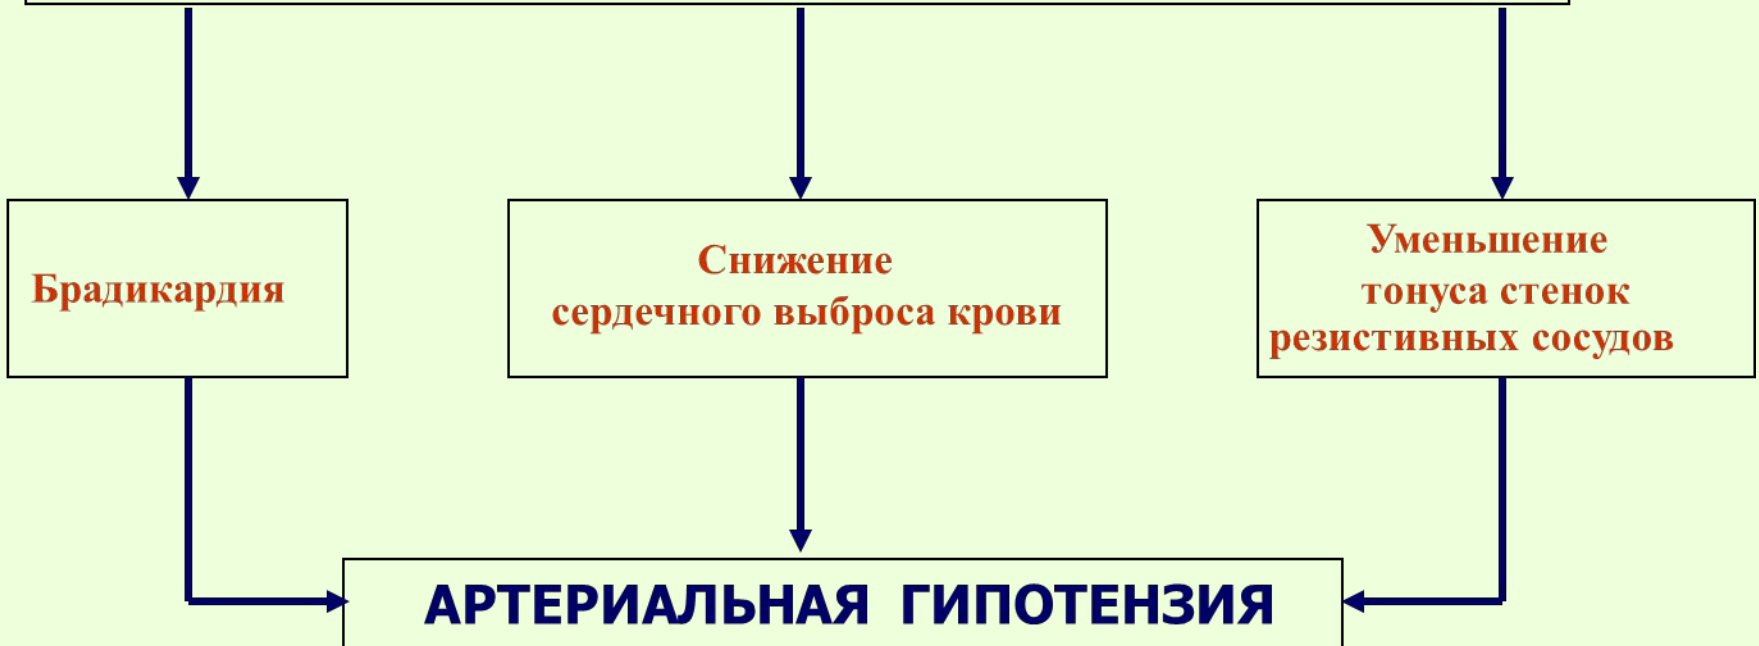 Брадикардия
Снижение
сердечного выброса крови
Уменьшение
тонуса стенок
резистивных сосудов
АРТЕРИАЛЬНАЯ ГИПОТЕНЗИЯ